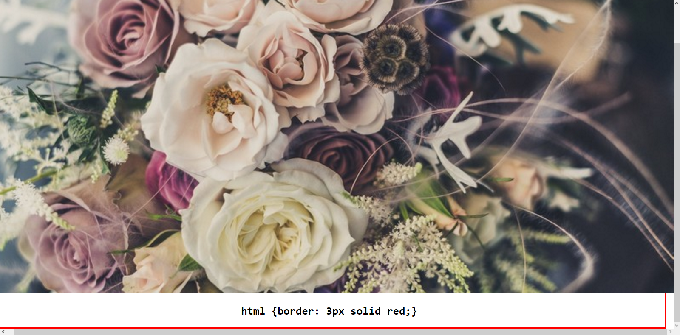 html {border: 3px solid red;}